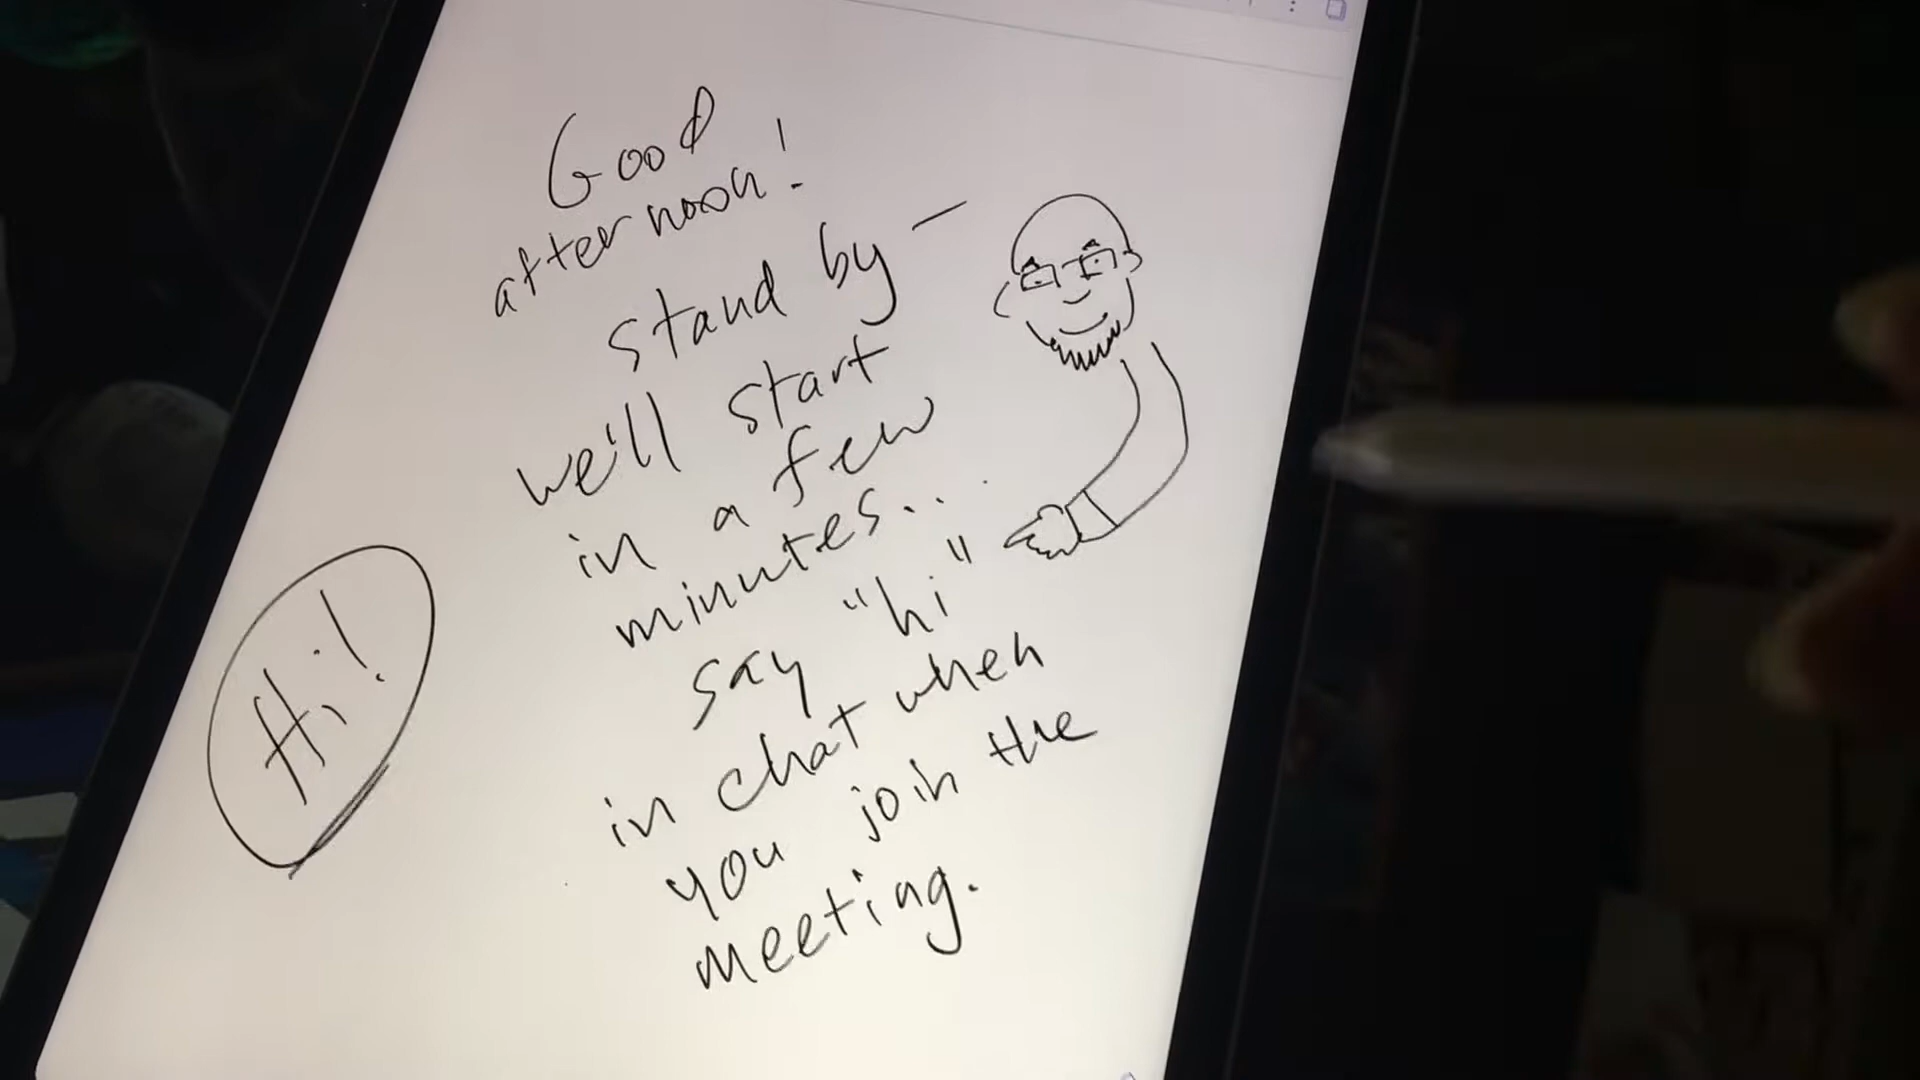 Good
afternoon!
stand by —
we'll start
in a few
minutes...
say "hi"
in chat when
you join the
meeting.
Hi!